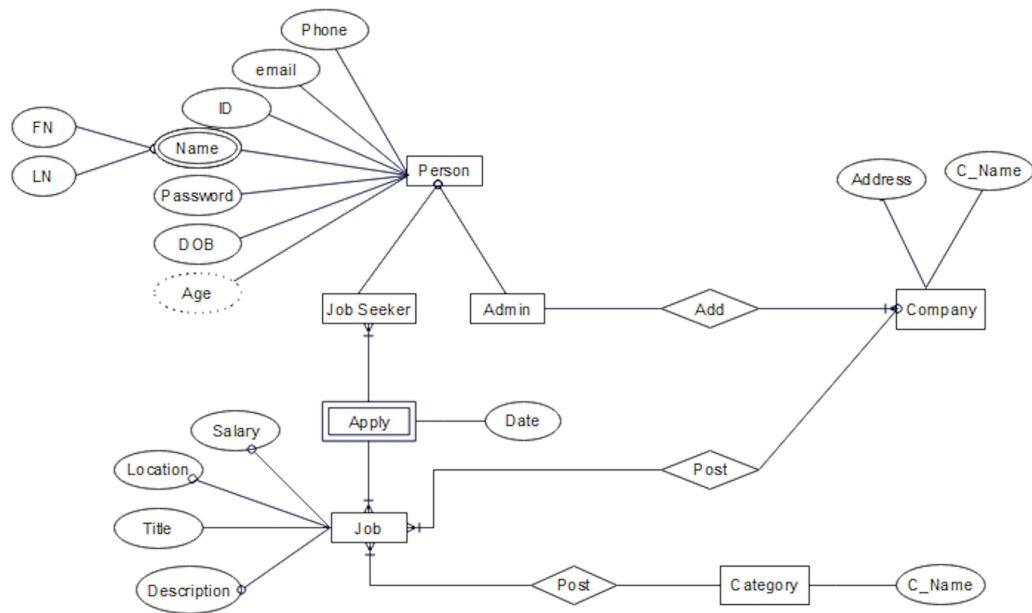 Phone
email
ID
FN
Name
LN
Person
Password
Address
C_Name
DOB
Age
Job Seeker
Admin
Add
Company
Apply
Date
Salary
Location
Post
Title
Job
Description
Post
Category
C_Name